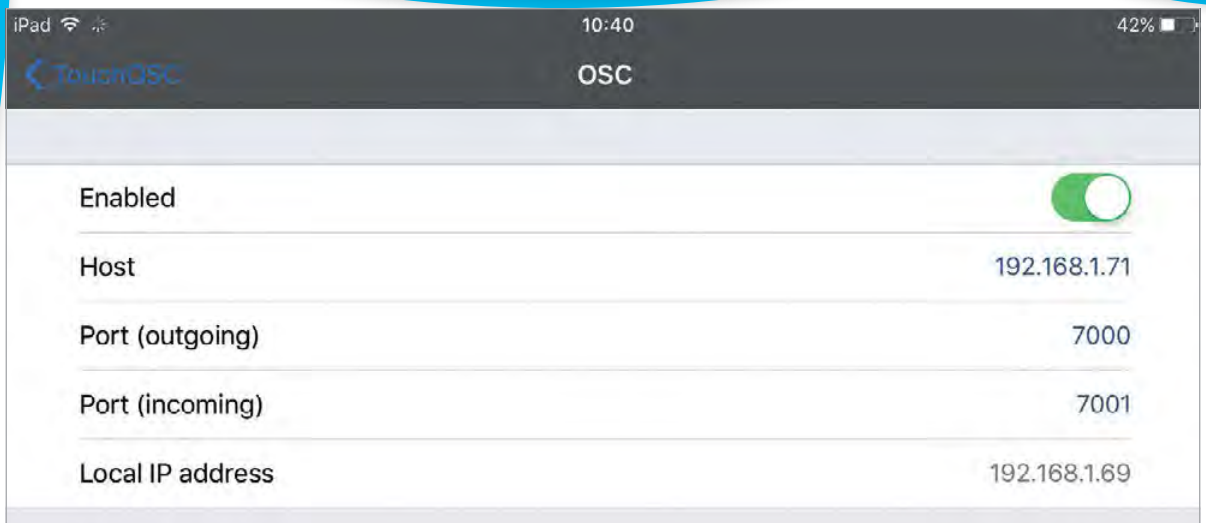 iPad 10:40 42%
TouchOSC OSC
Enabled
Host 192.168.1.71
Port (outgoing) 7000
Port (incoming) 7001
Local IP address 192.168.1.69